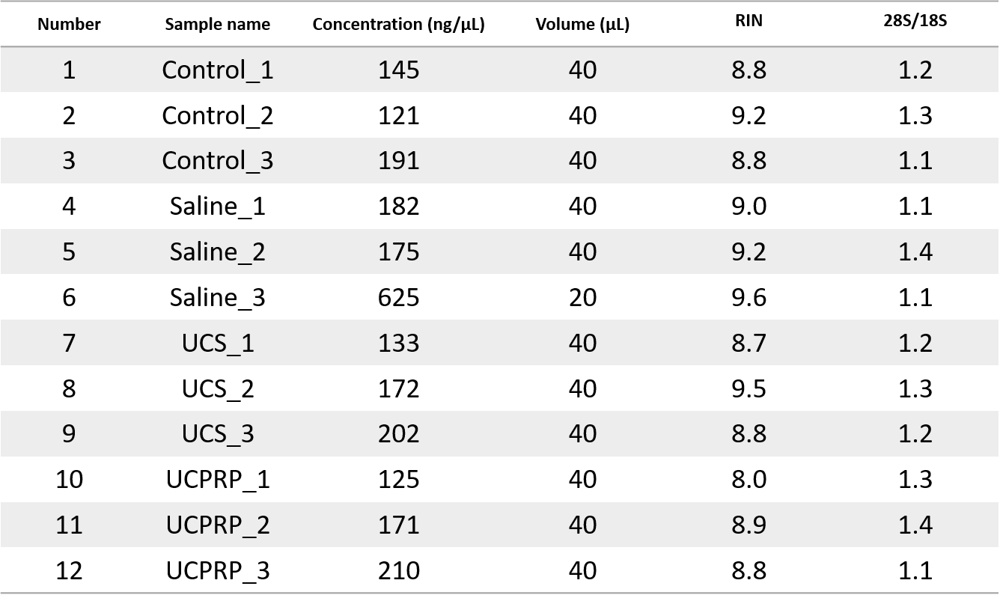 Number Sample name Concentration (ng/µL) Volume (µL) RIN 28S/18S
1 Control_1 145 40 8.8 1.2
2 Control_2 121 40 9.2 1.3
3 Control_3 191 40 8.8 1.1
4 Saline_1 182 40 9.0 1.1
5 Saline_2 175 40 9.2 1.4
6 Saline_3 625 20 9.6 1.1
7 UCS_1 133 40 8.7 1.2
8 UCS_2 172 40 9.5 1.3
9 UCS_3 202 40 8.8 1.2
10 UCPRP_1 125 40 8.0 1.3
11 UCPRP_2 171 40 8.9 1.4
12 UCPRP_3 210 40 8.8 1.1